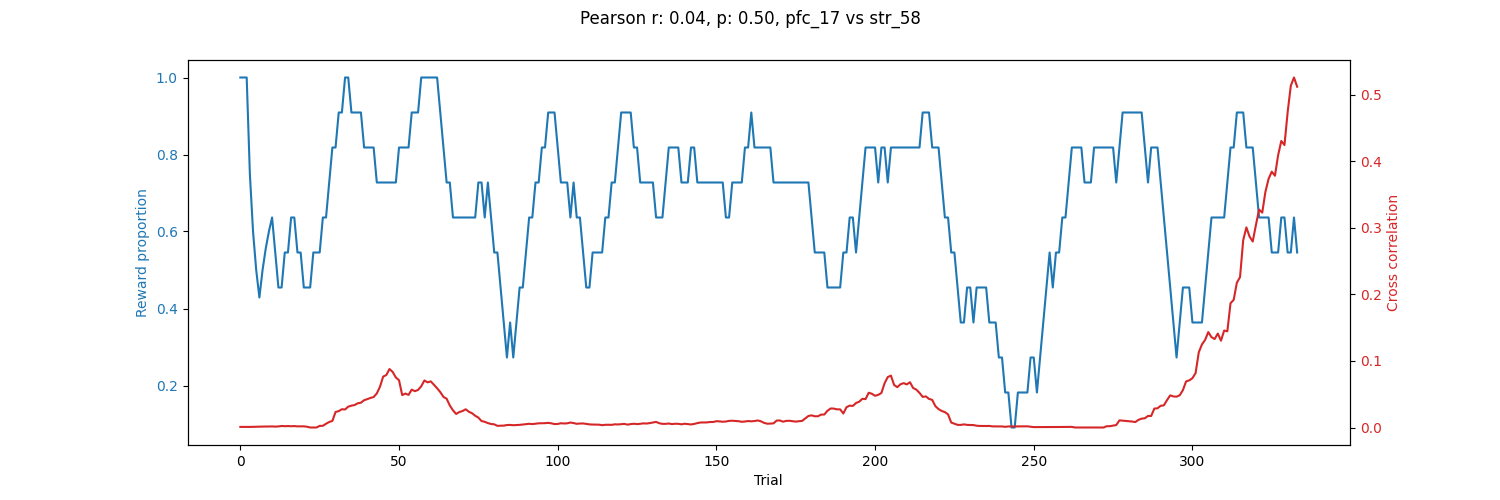 Pearson r: 0.04, p: 0.50, pfc_17 vs str_58
1.0
0.8
0.6
0.4
0.2
Reward proportion
0.5
0.4
0.3
0.2
0.1
0.0
Cross correlation
0 50 100 150 200 250 300
Trial